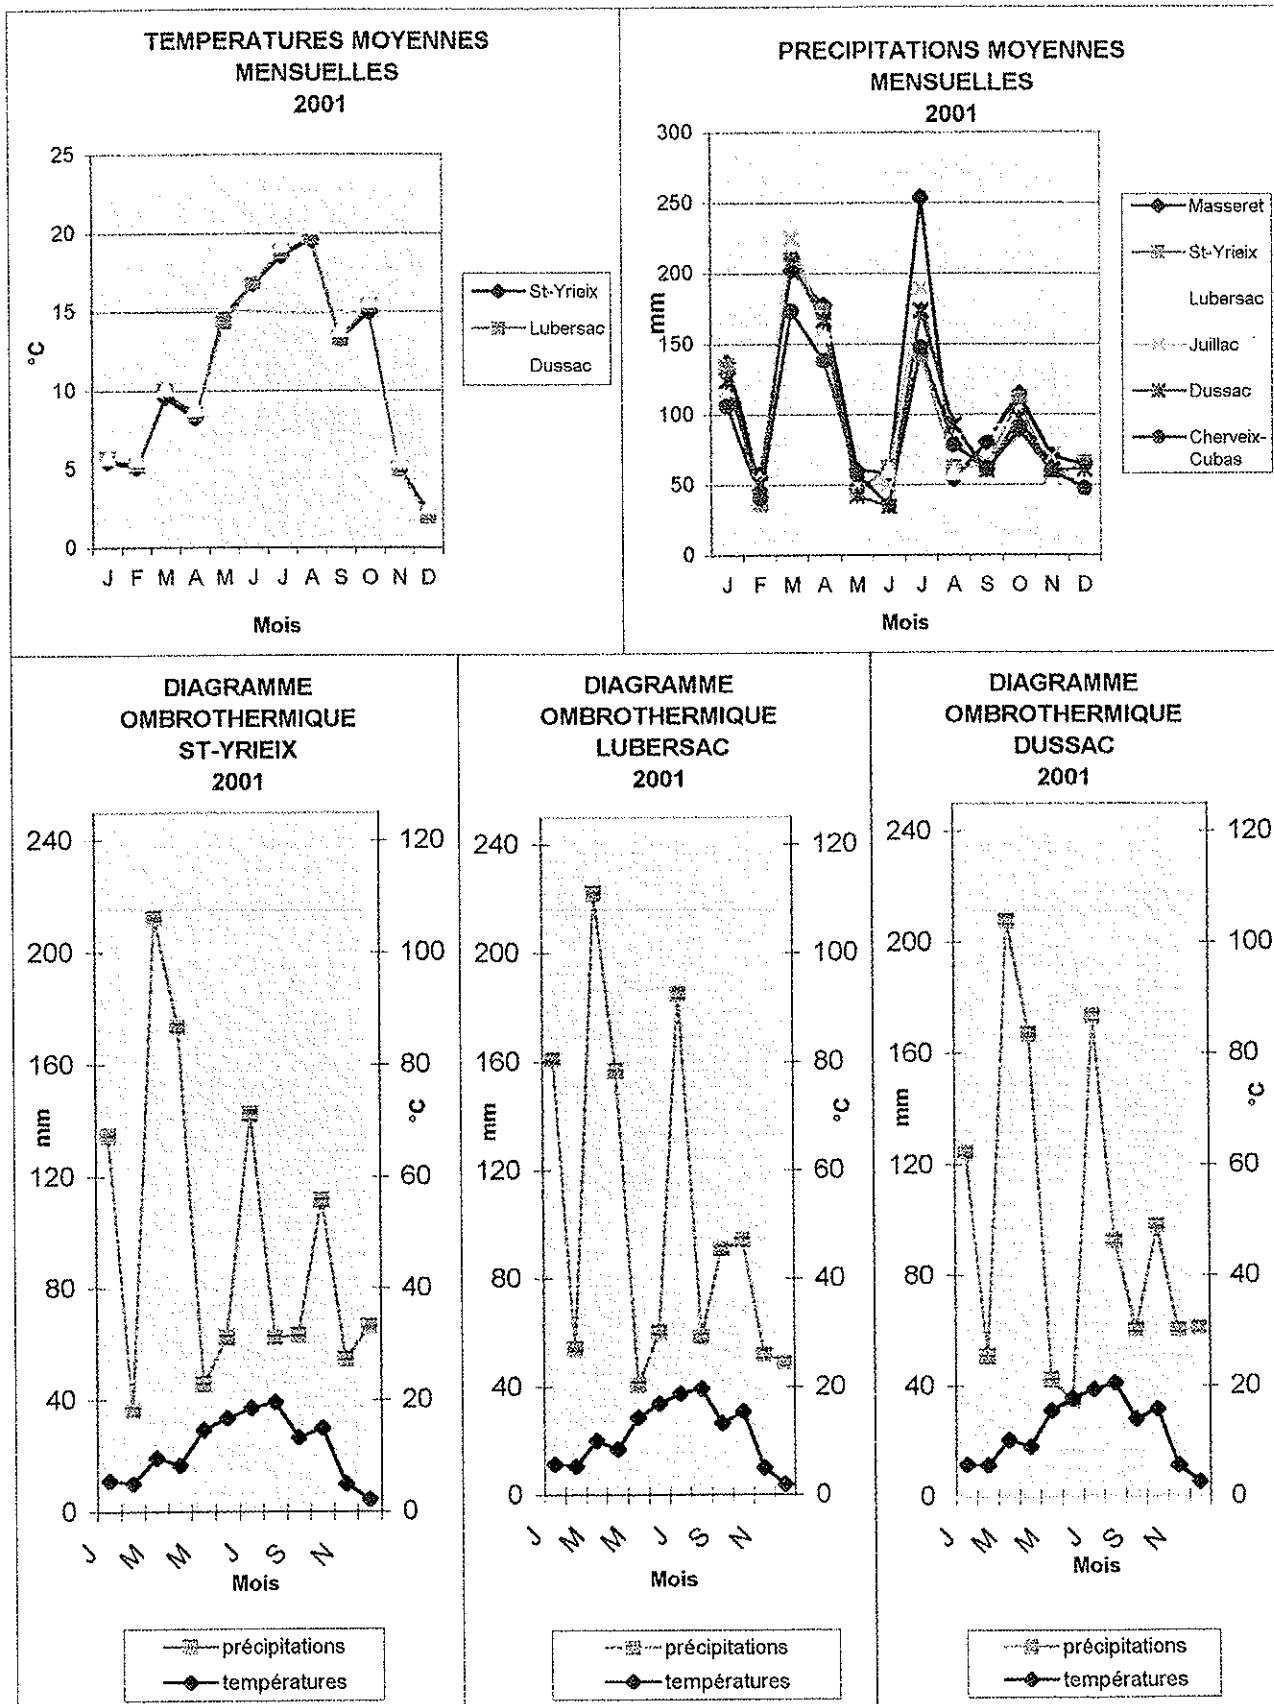 TEMPERATURES MOYENNES
MENSUELLES
2001
25
20
15
10
5
0
°C
J F M A M J J A S O N D
Mois
St-Yrieix
Lubersac
Dussac
PRECIPITATIONS MOYENNES
MENSUELLES
2001
300
250
200
150
100
50
0
mm
J F M A M J J A S O N D
Mois
Masseret
St-Yrieix
Lubersac
Juillac
Dussac
Cherveix-
Cubas
DIAGRAMME
OMBROTHERMIQUE
ST-YRIEIX
2001
240
200
160
120
80
40
0
mm
120
100
80
60
40
20
0
°C
J M M J S N
Mois
précipitations
températures
DIAGRAMME
OMBROTHERMIQUE
LUBERSAC
2001
240
200
160
120
80
40
0
mm
120
100
80
60
40
20
0
°C
J M M J S N
Mois
précipitations
températures
DIAGRAMME
OMBROTHERMIQUE
DUSSAC
2001
240
200
160
120
80
40
0
mm
120
100
80
60
40
20
0
°C
J M M J S N
Mois
précipitations
températures